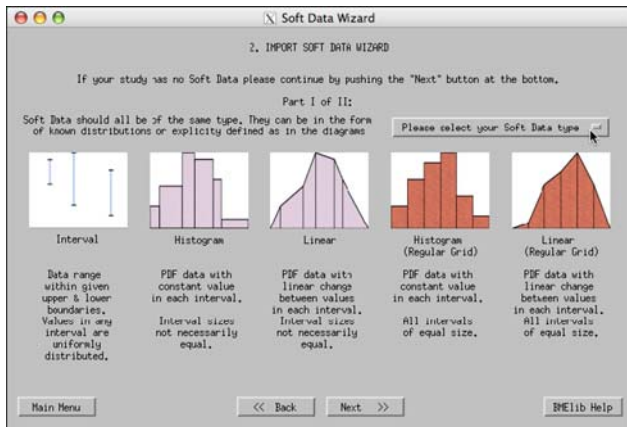 Soft Data Wizard
2. IMPORT SOFT DATA WIZARD
If your study has no Soft Data please continue by pushing the "Next" button at the bottom.
Part I of II:
Soft Data should all be of the same type. They can be in the form
of known distributions or explicity defined as in the diagrams
Please select your Soft Data type
Interval
Data range
within given
upper & lower
boundaries.
Values in any
interval are
uniformly
distributed.
Histogram
PDF data with
constant value
in each interval.
Interval sizes
not necessarily
equal.
Linear
PDF data with
linear change
between values
in each interval.
Interval sizes
not necessarily
equal.
Histogram
(Regular Grid)
PDF data with
constant value
in each interval.
All intervals
of equal size.
Linear
(Regular Grid)
PDF data with
linear change
between values
in each interval.
All intervals
of equal size.
Main Menu
<< Back
Next >>
BMElib Help